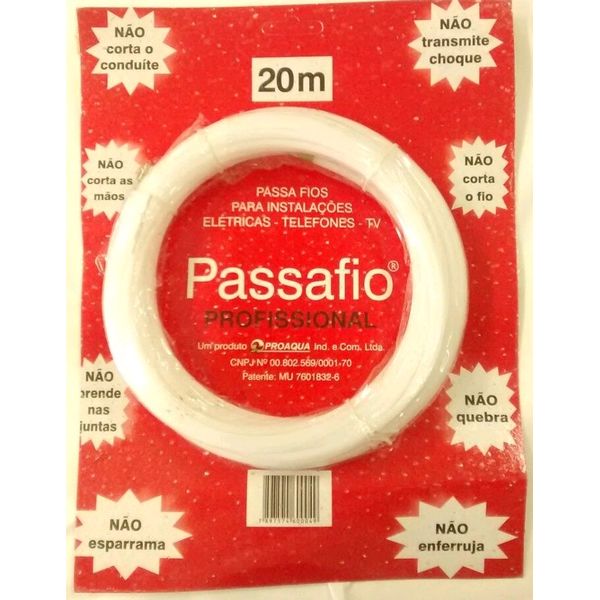 NÃO
corta o
conduíte
NÃO
transmite
choque
20m
NÃO
corta as
mãos
NÃO
corta
o fio
PASSA FIOS
PARA INSTALAÇÕES
ELÉTRICAS - TELEFONES - TV
Passafio®
PROFISSIONAL
Um produto PROAQUA Ind. e Com. Ltda.
CNPJ Nº 00.802.569/0001-70
Patente: MU 7601832-6
NÃO
prende
nas
juntas
NÃO
quebra
NÃO
esparrama
NÃO
enferruja